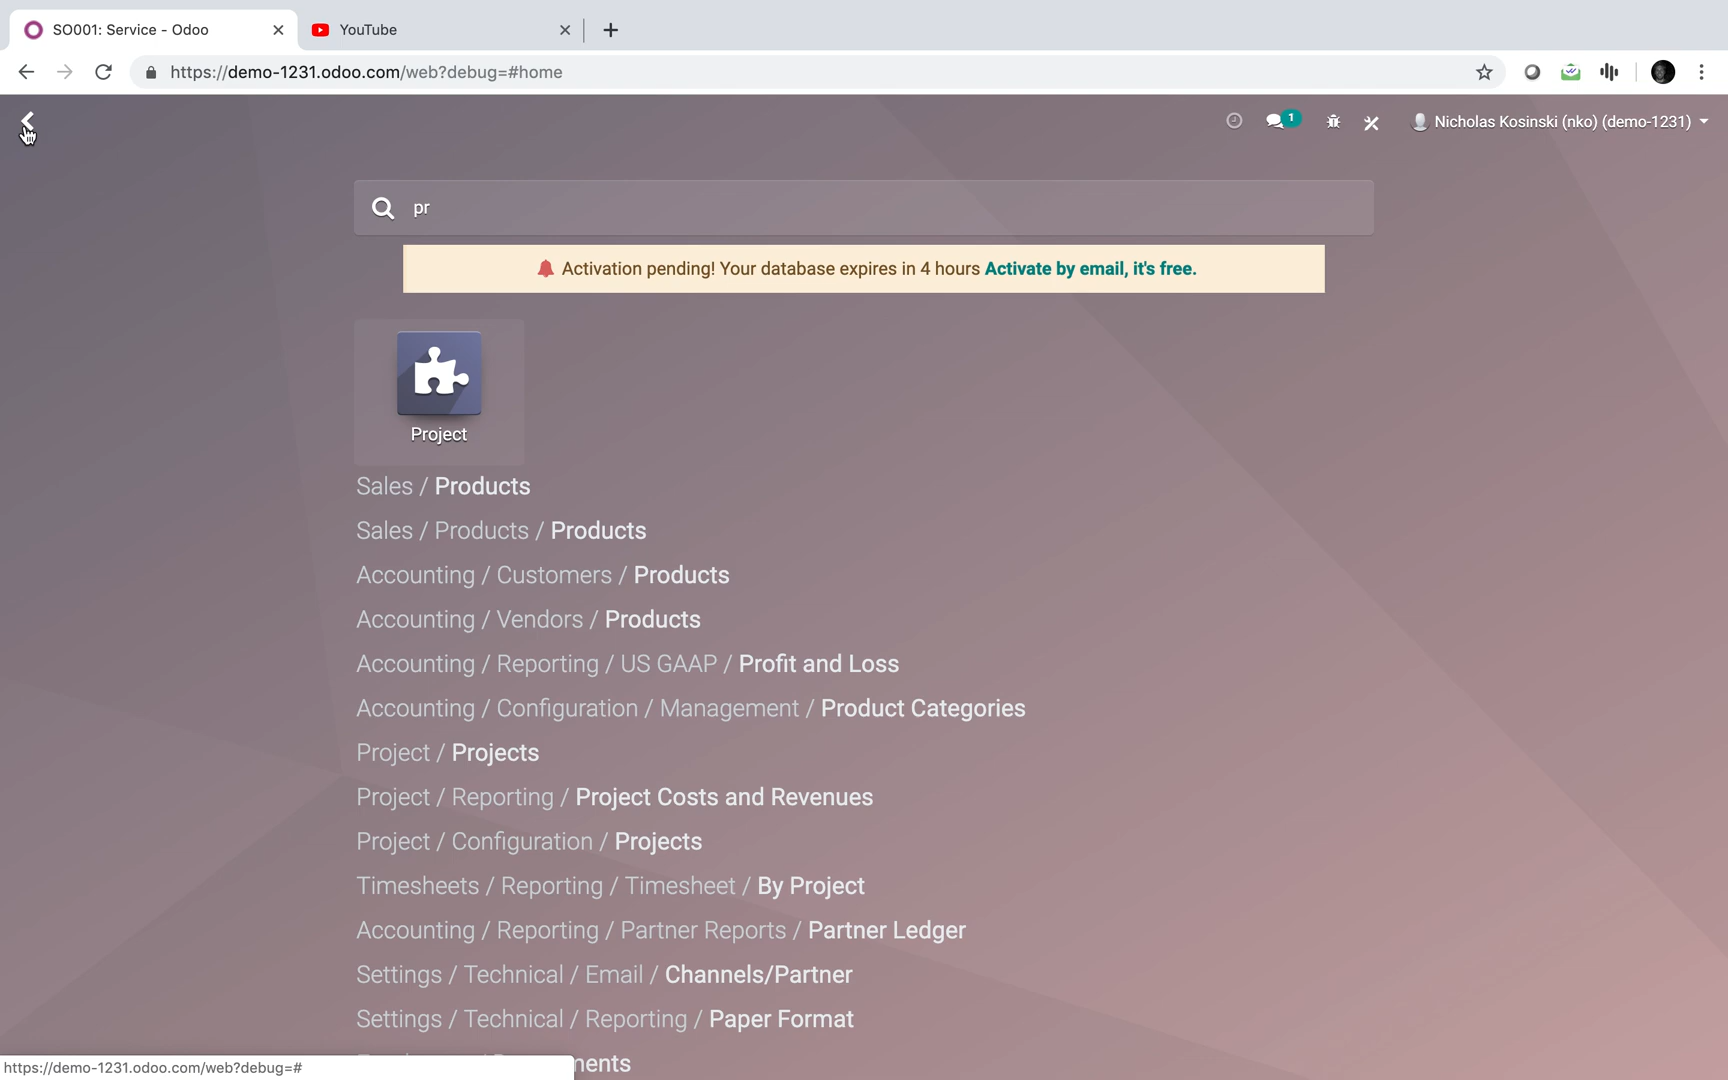 SO001: Service - Odoo
YouTube
https://demo-1231.odoo.com/web?debug=#home
1
Nicholas Kosinski (nko) (demo-1231)
pr
Activation pending! Your database expires in 4 hours Activate by email, it's free.
Project
Sales / Products
Sales / Products / Products
Accounting / Customers / Products
Accounting / Vendors / Products
Accounting / Reporting / US GAAP / Profit and Loss
Accounting / Configuration / Management / Product Categories
Project / Projects
Project / Reporting / Project Costs and Revenues
Project / Configuration / Projects
Timesheets / Reporting / Timesheet / By Project
Accounting / Reporting / Partner Reports / Partner Ledger
Settings / Technical / Email / Channels/Partner
Settings / Technical / Reporting / Paper Format
https://demo-1231.odoo.com/web?debug=#